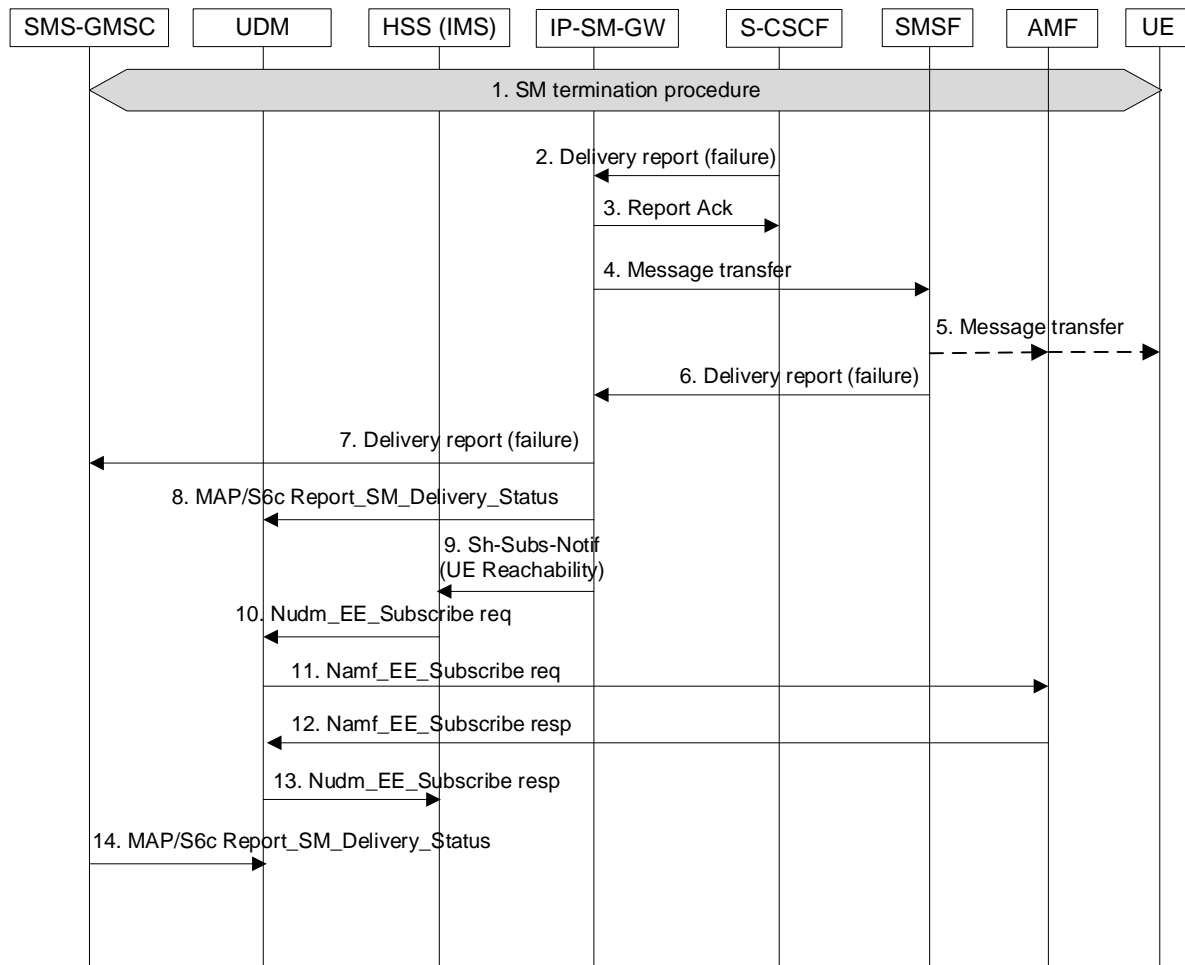 SMS-GMSC
UDM
HSS (IMS)
IP-SM-GW
S-CSCF
SMSF
AMF
UE
1. SM termination procedure
2. Delivery report (failure)
3. Report Ack
4. Message transfer
5. Message transfer
6. Delivery report (failure)
7. Delivery report (failure)
8. MAP/S6c Report_SM_Delivery_Status
9. Sh-Subs-Notif
(UE Reachability)
10. Nudm_EE_Subscribe req
11. Namf_EE_Subscribe req
12. Namf_EE_Subscribe resp
13. Nudm_EE_Subscribe resp
14. MAP/S6c Report_SM_Delivery_Status